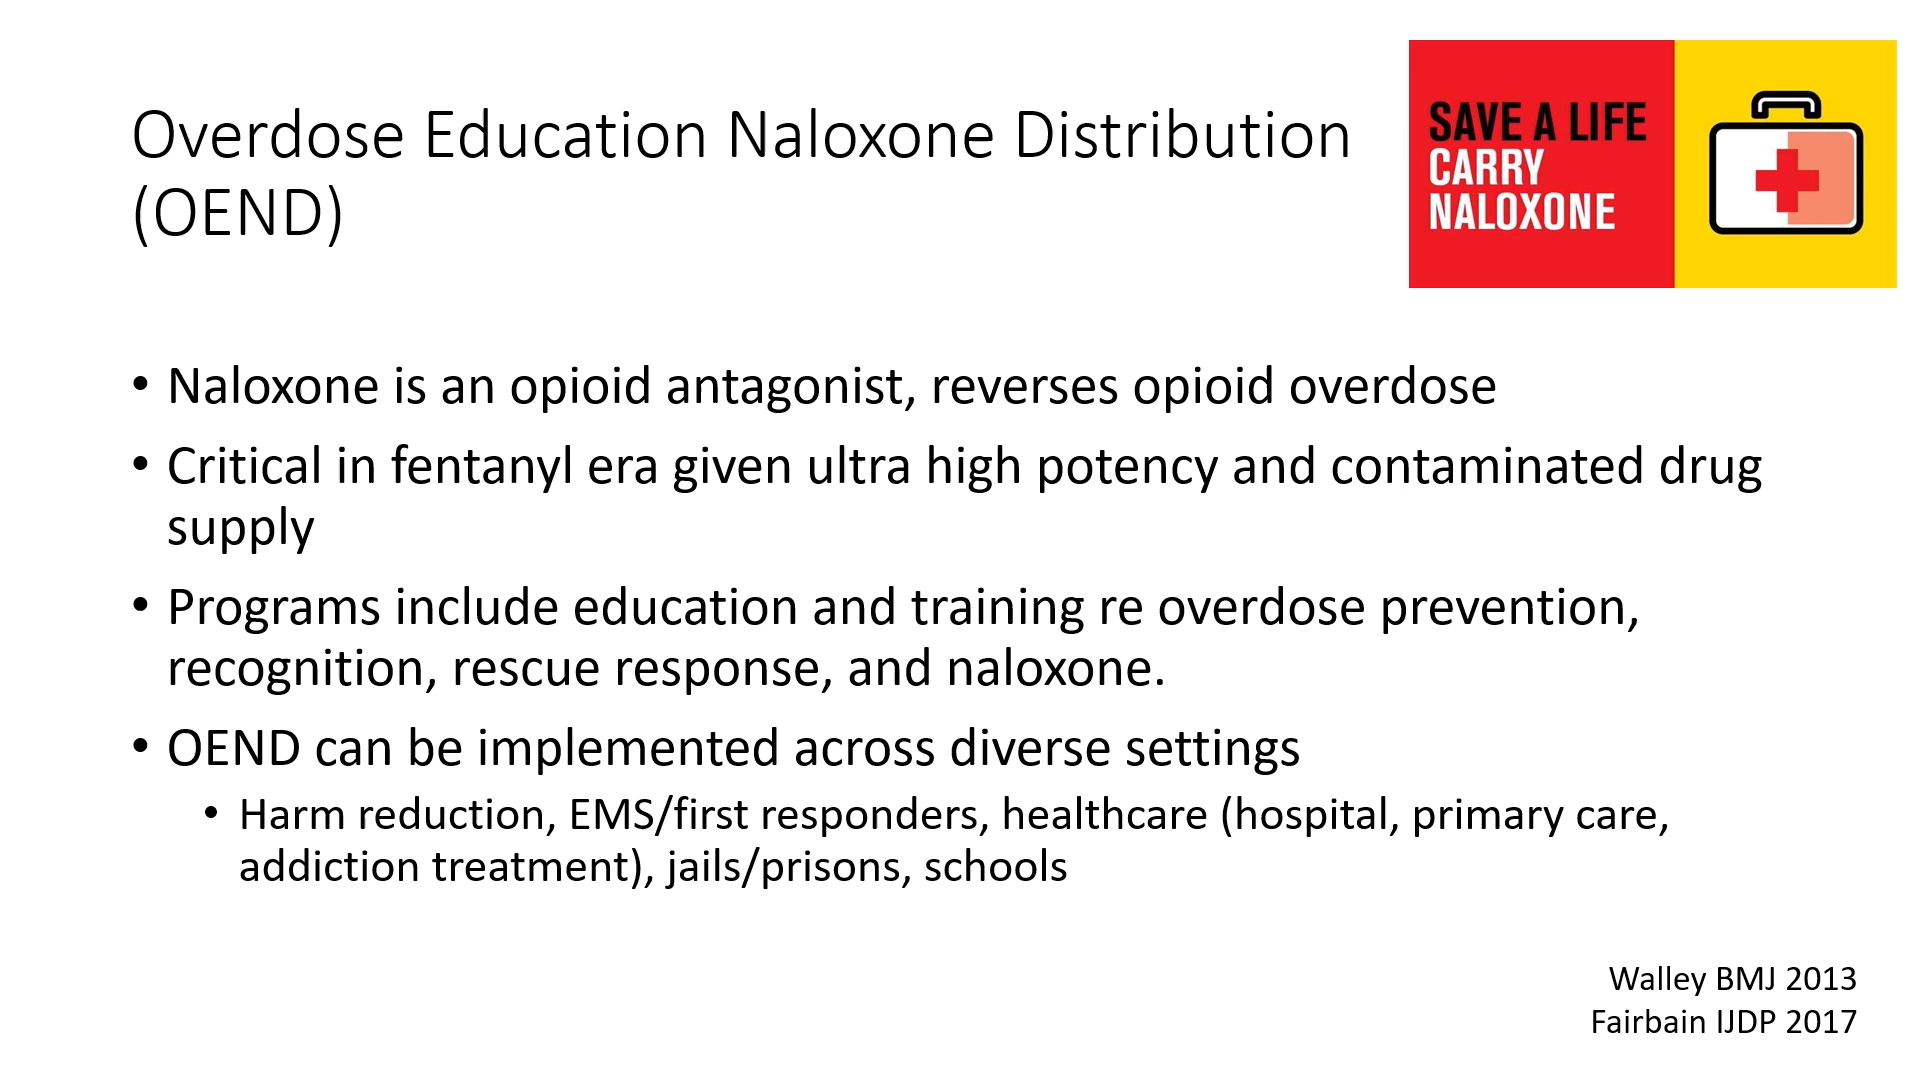 Overdose Education Naloxone Distribution
(OEND)
SAVE A LIFE
CARRY
NALOXONE
• Naloxone is an opioid antagonist, reverses opioid overdose
• Critical in fentanyl era given ultra high potency and contaminated drug
supply
• Programs include education and training re overdose prevention,
recognition, rescue response, and naloxone.
• OEND can be implemented across diverse settings
• Harm reduction, EMS/first responders, healthcare (hospital, primary care,
addiction treatment), jails/prisons, schools
Walley BMJ 2013
Fairbain IJDP 2017